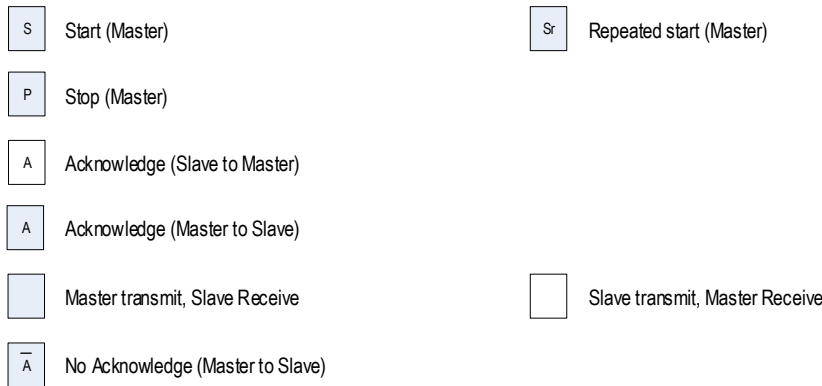 S Start (Master) Sr Repeated start (Master)
P Stop (Master)
A Acknowledge (Slave to Master)
A Acknowledge (Master to Slave)
Master transmit, Slave Receive Slave transmit, Master Receive
A̅ No Acknowledge (Master to Slave)